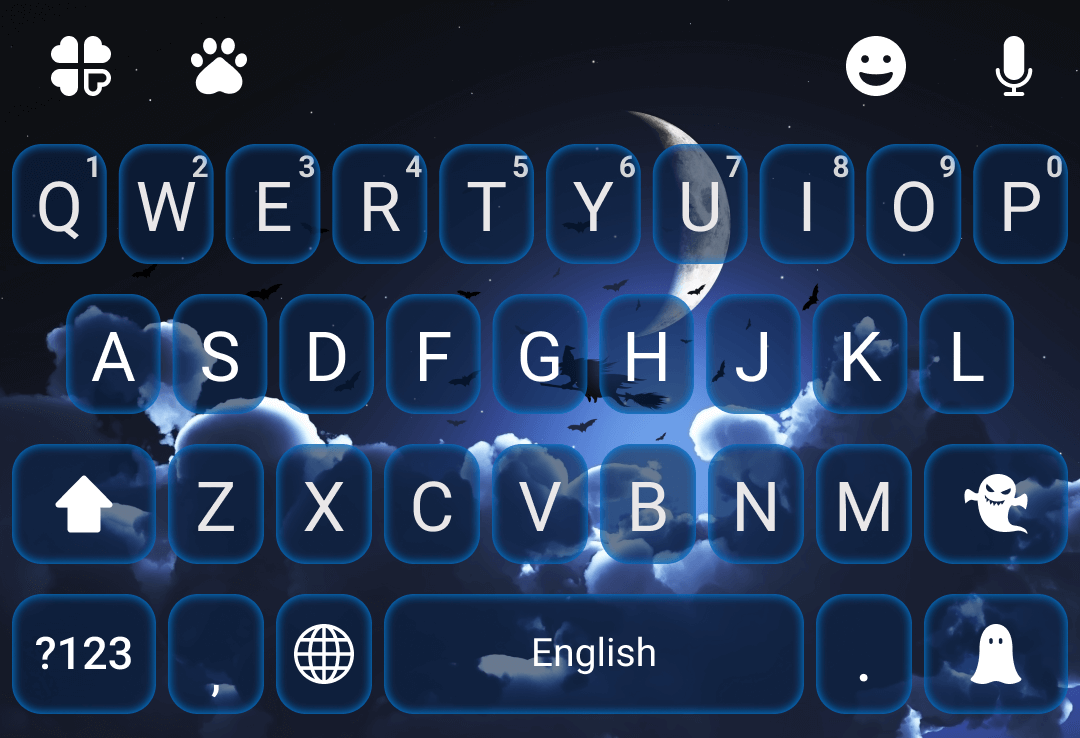 1 2 3 4 5 6 7 8 9 0
Q W E R T Y U I O P
A S D F G H J K L
Z X C V B N M
?123 , English .